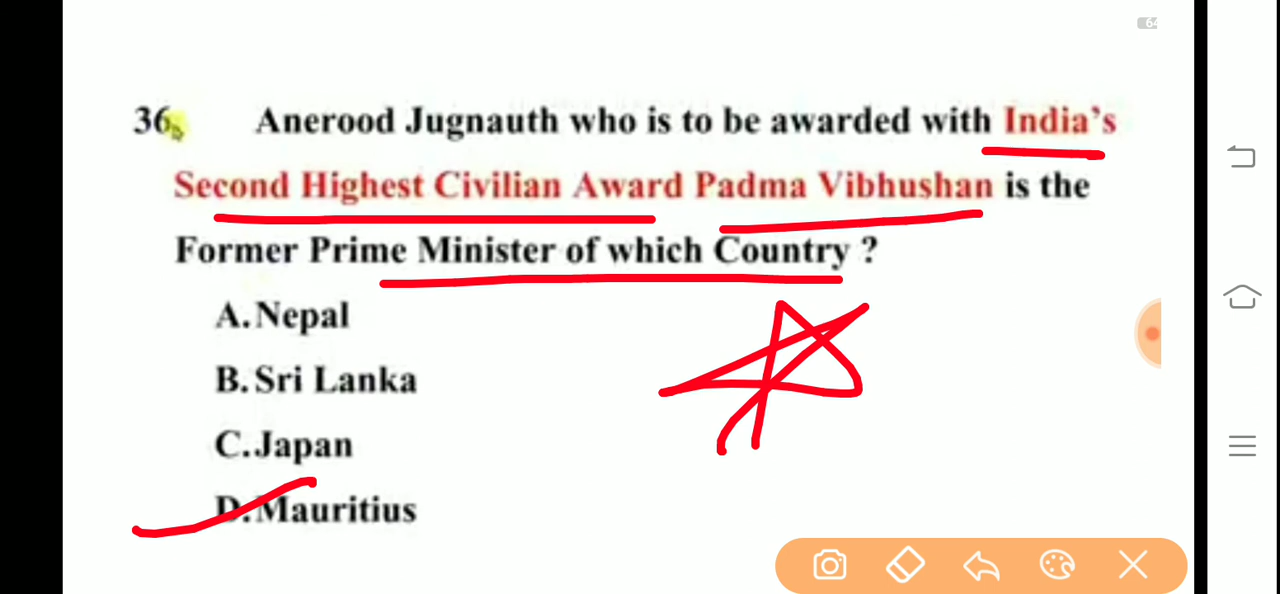 36. Anerood Jugnauth who is to be awarded with India's
Second Highest Civilian Award Padma Vibhushan is the
Former Prime Minister of which Country ?
A. Nepal
B. Sri Lanka
C. Japan
D. Mauritius
64